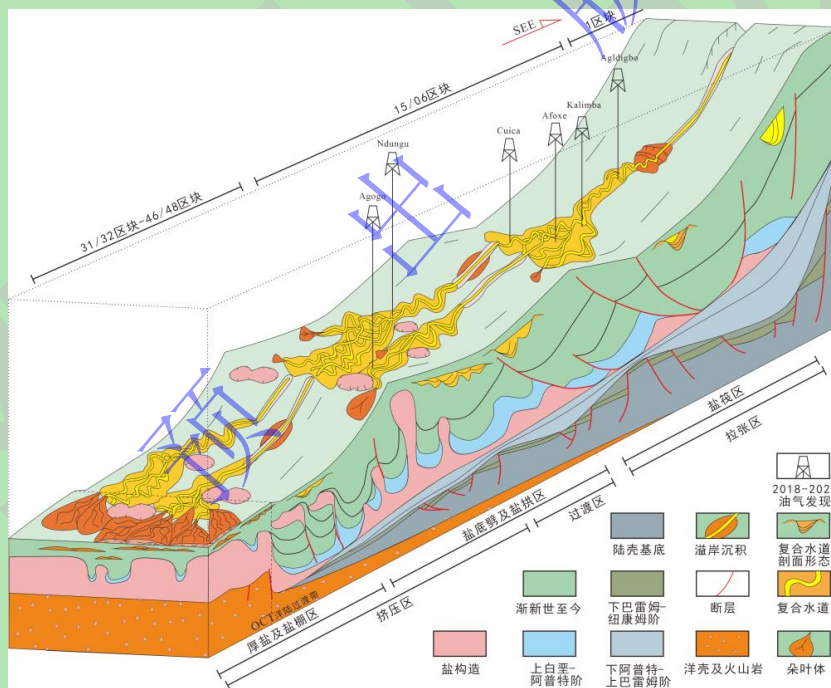 SEE
1区块
15/06区块
31/32区块-46/48区块
Agldigbo
Kalimba
Afoxe
Cuica
Ndungu
Agogo
盐筏区
拉张区
过渡区
盐底劈及盐拱区
挤压区
厚盐及盐棚区
OCT洋陆过渡带
2018-202
油气发现
陆壳基底
溢岸沉积
复合水道
剖面形态
渐新世至今
下巴雷姆-
纽康姆阶
断层
复合水道
盐构造
上白垩-
阿普特阶
下阿普特-
上巴雷姆阶
洋壳及火山岩
朵叶体
预
出